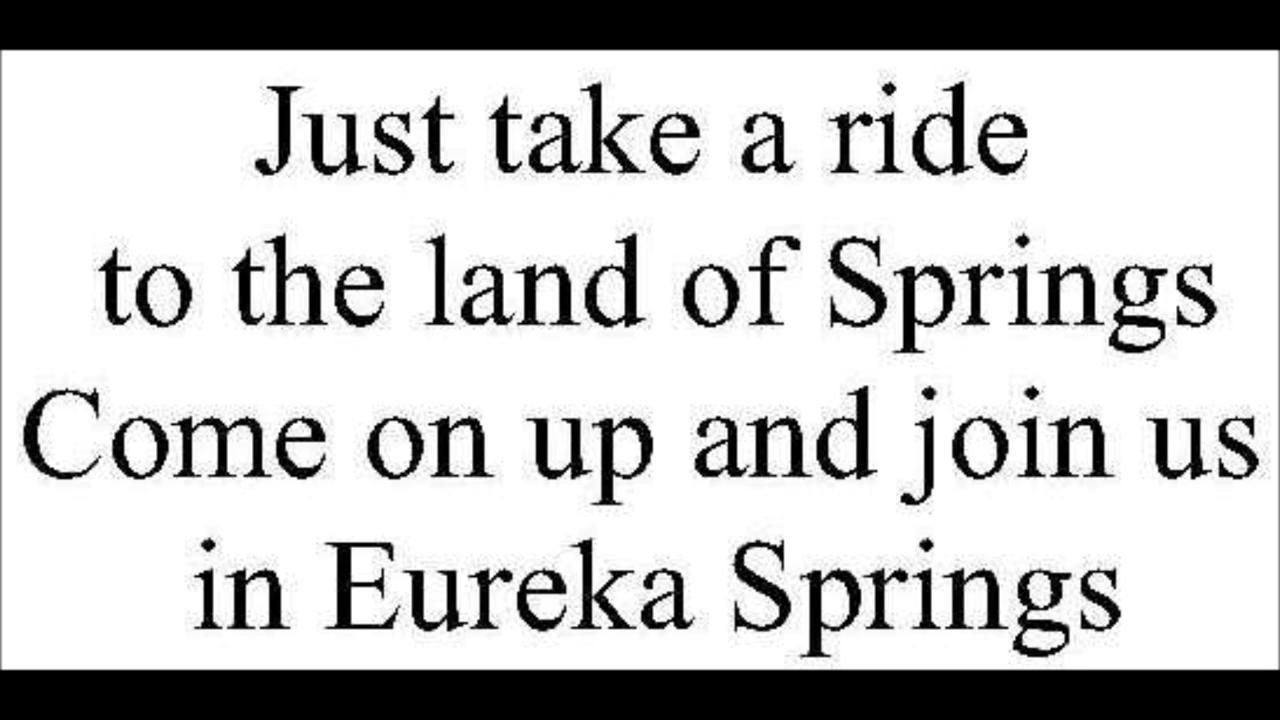 Just take a ride
to the land of Springs
Come on up and join us
in Eureka Springs